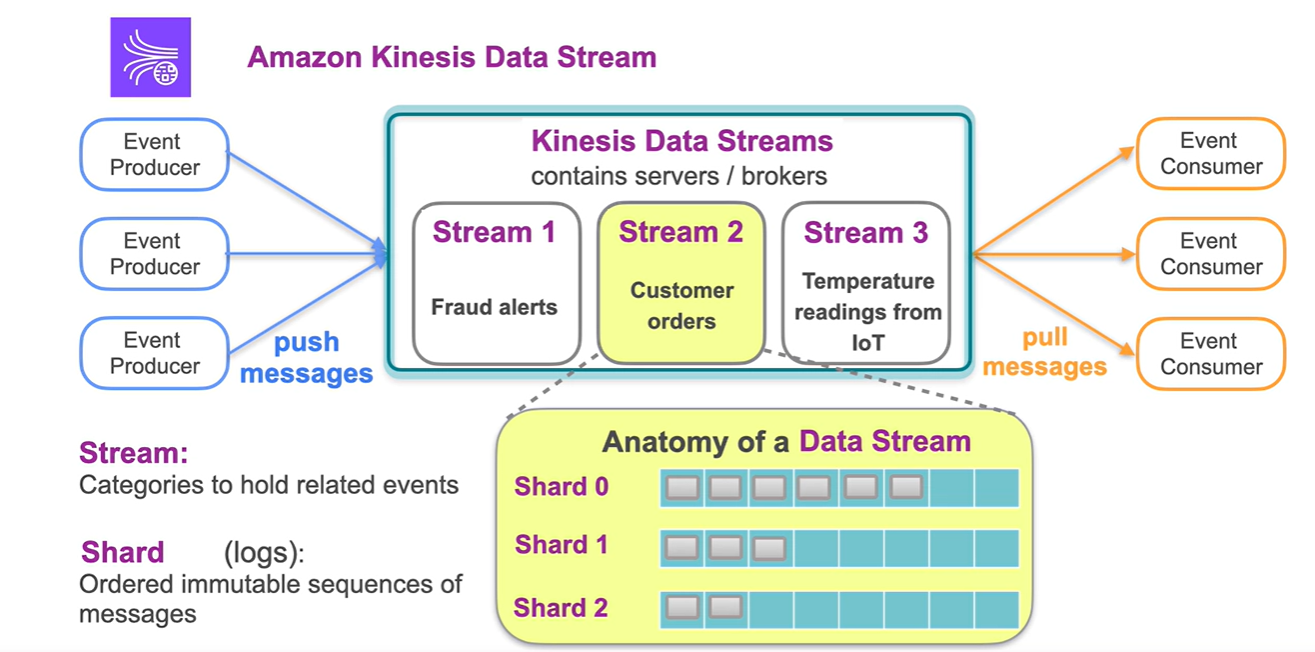 Amazon Kinesis Data Stream
Event
Producer
Event
Producer
Event
Producer
push
messages
Kinesis Data Streams
contains servers / brokers
Stream 1
Fraud alerts
Stream 2
Customer
orders
Stream 3
Temperature
readings from
IoT
Event
Consumer
Event
Consumer
Event
Consumer
pull
messages
Stream:
Categories to hold related events
Shard (logs):
Ordered immutable sequences of
messages
Anatomy of a Data Stream
Shard 0
Shard 1
Shard 2